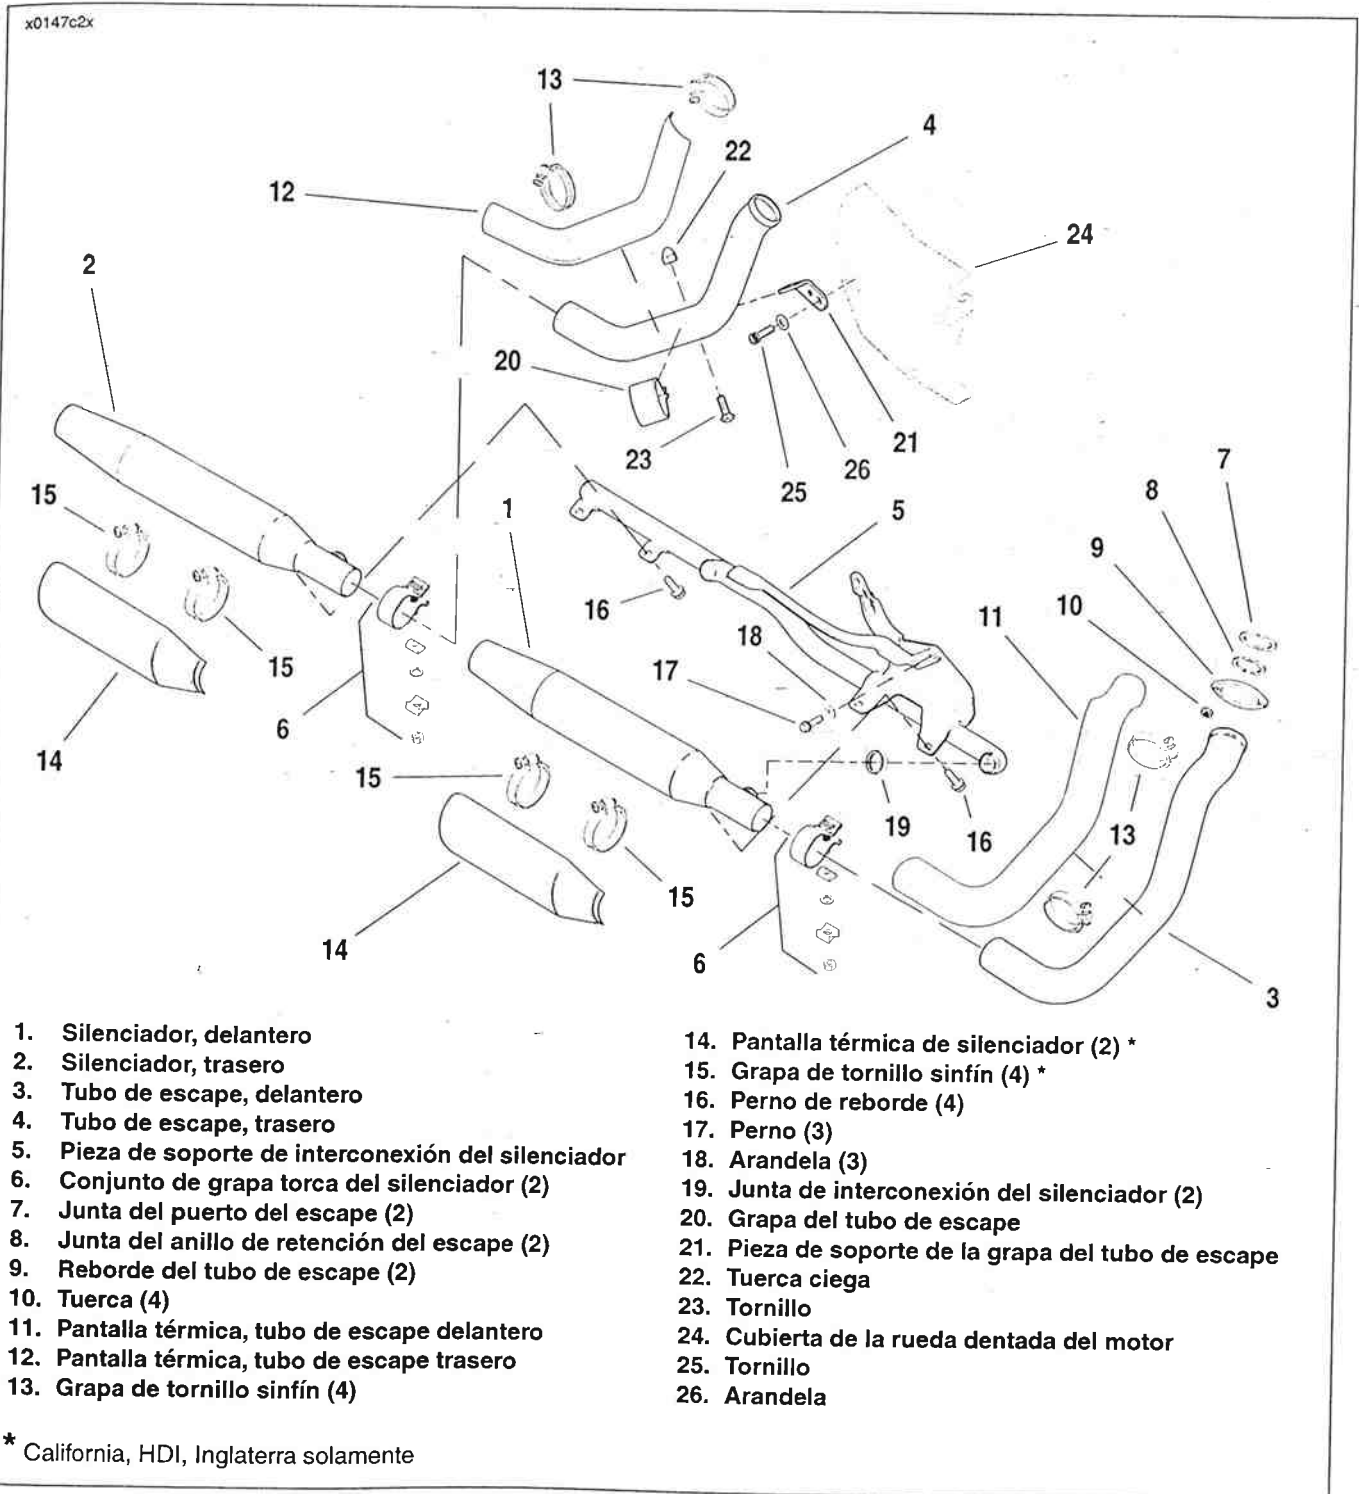 x0147c2x
13
4
22
12
24
2
20
21
23
26
25
7
15
1
8
5
9
16
10
11
18
15
17
6
14
15
19
16
13
15
14
6
3
1. Silenciador, delantero
2. Silenciador, trasero
3. Tubo de escape, delantero
4. Tubo de escape, trasero
5. Pieza de soporte de interconexión del silenciador
6. Conjunto de grapa torca del silenciador (2)
7. Junta del puerto del escape (2)
8. Junta del anillo de retención del escape (2)
9. Reborde del tubo de escape (2)
10. Tuerca (4)
11. Pantalla térmica, tubo de escape delantero
12. Pantalla térmica, tubo de escape trasero
13. Grapa de tornillo sinfín (4)
14. Pantalla térmica de silenciador (2) *
15. Grapa de tornillo sinfín (4) *
16. Perno de reborde (4)
17. Perno (3)
18. Arandela (3)
19. Junta de interconexión del silenciador (2)
20. Grapa del tubo de escape
21. Pieza de soporte de la grapa del tubo de escape
22. Tuerca ciega
23. Tornillo
24. Cubierta de la rueda dentada del motor
25. Tornillo
26. Arandela
* California, HDI, Inglaterra solamente